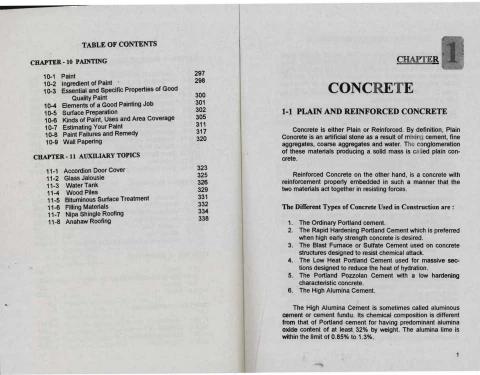 TABLE OF CONTENTS
CHAPTER - 10 PAINTING
10-1 Paint 297
10-2 Ingredient of Paint 298
10-3 Essential and Specific Properties of Good
Quality Paint 300
10-4 Elements of a Good Painting Job 301
10-5 Surface Preparation 302
10-6 Kinds of Paint, Uses and Area Coverage 305
10-7 Estimating Your Paint 311
10-8 Paint Failures and Remedy 317
10-9 Wall Papering 320
CHAPTER - 11 AUXILIARY TOPICS
11-1 Accordion Door Cover 323
11-2 Glass Jalousie 325
11-3 Water Tank 326
11-4 Wood Piles 329
11-5 Bituminous Surface Treatment 331
11-6 Filling Materials 332
11-7 Nipa Shingle Roofing 334
11-8 Anahaw Roofing 338
CHAPTER 1
CONCRETE
1-1 PLAIN AND REINFORCED CONCRETE
Concrete is either Plain or Reinforced. By definition, Plain
Concrete is an artificial stone as a result of mixing cement, fine
aggregates, coarse aggregates and water. The conglomeration
of these materials producing a solid mass is called plain con-
crete.
Reinforced Concrete on the other hand, is a concrete with
reinforcement properly embedded in such a manner that the
two materials act together in resisting forces.
The Different Types of Concrete Used in Construction are :
1. The Ordinary Portland cement.
2. The Rapid Hardening Portland Cement which is preferred
when high early strength concrete is desired.
3. The Blast Furnace or Sulfate Cement used on concrete
structures designed to resist chemical attack.
4. The Low Heat Portland Cement used for massive sec-
tions designed to reduce the heat of hydration.
5. The Portland Pozzolan Cement with a low hardening
characteristic concrete.
6. The High Alumina Cement.
The High Alumina Cement is sometimes called aluminous
cement or cement fundu. Its chemical composition is different
from that of Portland cement for having predominant alumina
oxide content of at least 32% by weight. The alumina lime is
within the limit of 0.85% to 1.3%.
1